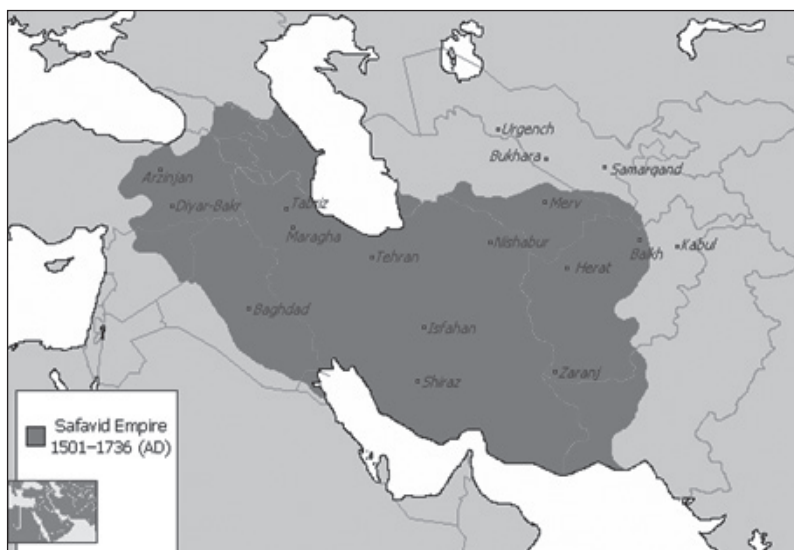 Urgench
Bukhara
Samarqand
Arzinjan
Diyar-Bakr
Tabriz
Maragha
Merv
Tehran
Nishabur
Herat
Balkh
Kabul
Baghdad
Isfahan
Shiraz
Zaranj
Safavid Empire
1501–1736 (AD)